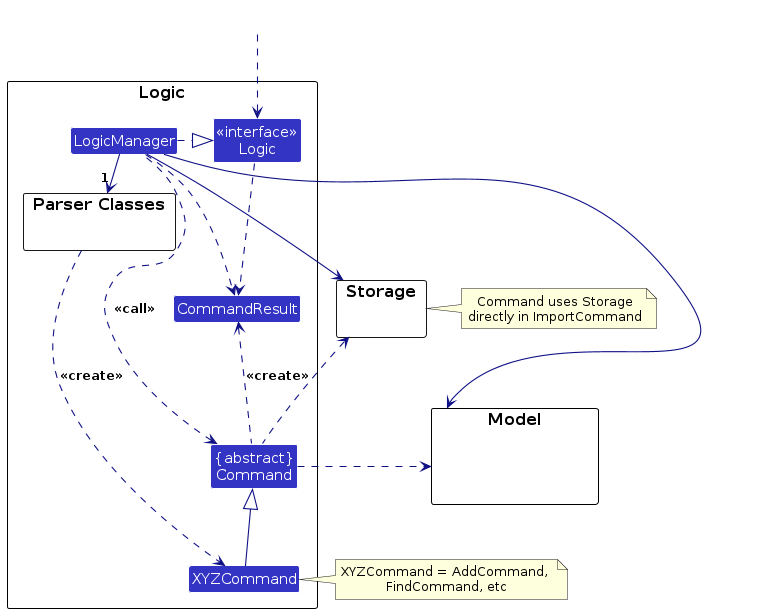 Logic
«interface»
Logic
LogicManager
1
Parser Classes
CommandResult
«call»
Storage
Command uses Storage
directly in ImportCommand
«create»
«create»
Model
{abstract}
Command
XYZCommand
XYZCommand = AddCommand,
FindCommand, etc